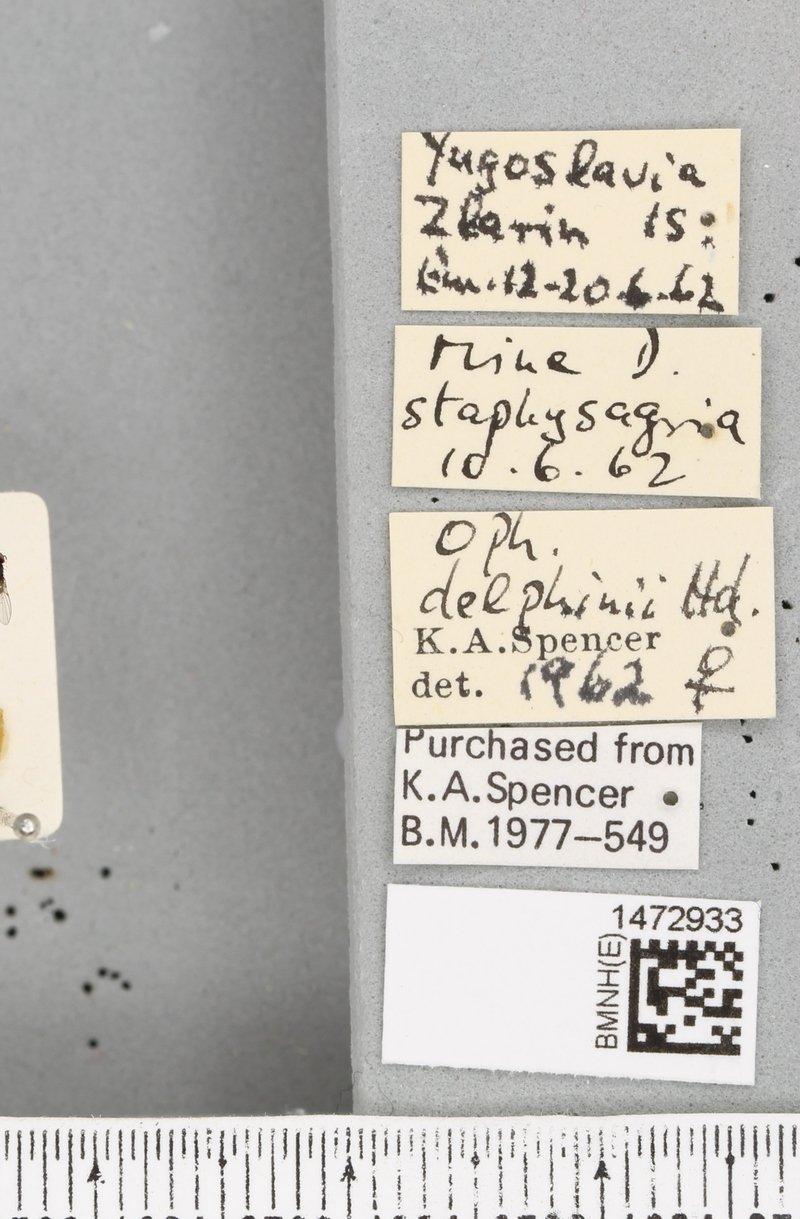 Yugoslavia
Zlarin IS:
Em.12-20.6.62
Mine D.
staphysagria
10.6.62
Oph.
delphinii Hd.
K.A.Spencer
det. 1962 ♀
Purchased from
K.A.Spencer
B.M.1977–549
1472933
BMNH(E)